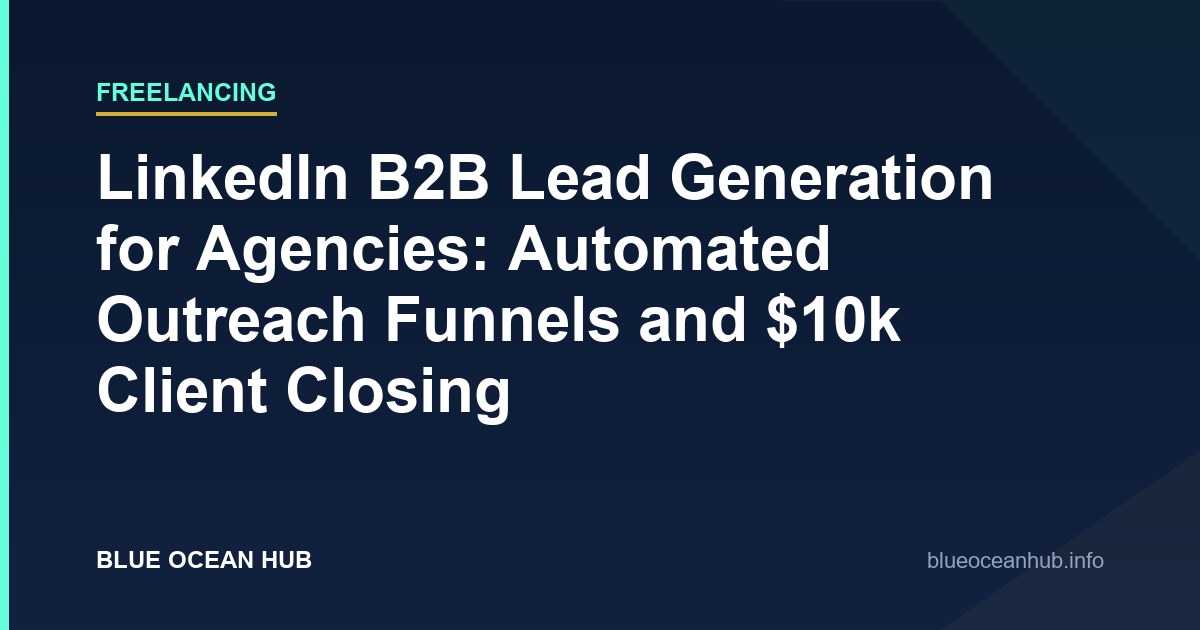 FREELANCING
LinkedIn B2B Lead Generation
for Agencies: Automated
Outreach Funnels and $10k
Client Closing
BLUE OCEAN HUB
blueoceanhub.info